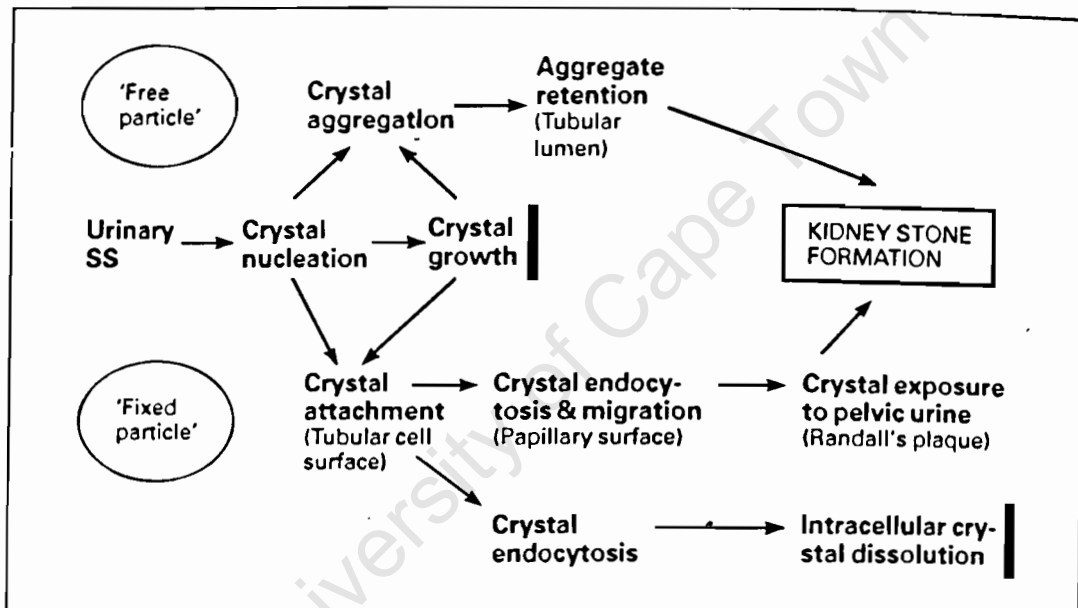 'Free
particle'
Crystal
aggregation
Aggregate
retention
(Tubular
lumen)
Urinary
SS
Crystal
nucleation
Crystal
growth
KIDNEY STONE
FORMATION
'Fixed
particle'
Crystal
attachment
(Tubular cell
surface)
Crystal endocy-
tosis & migration
(Papillary surface)
Crystal exposure
to pelvic urine
(Randall's plaque)
Crystal
endocytosis
Intracellular cry-
stal dissolution
iversity of Cape Town